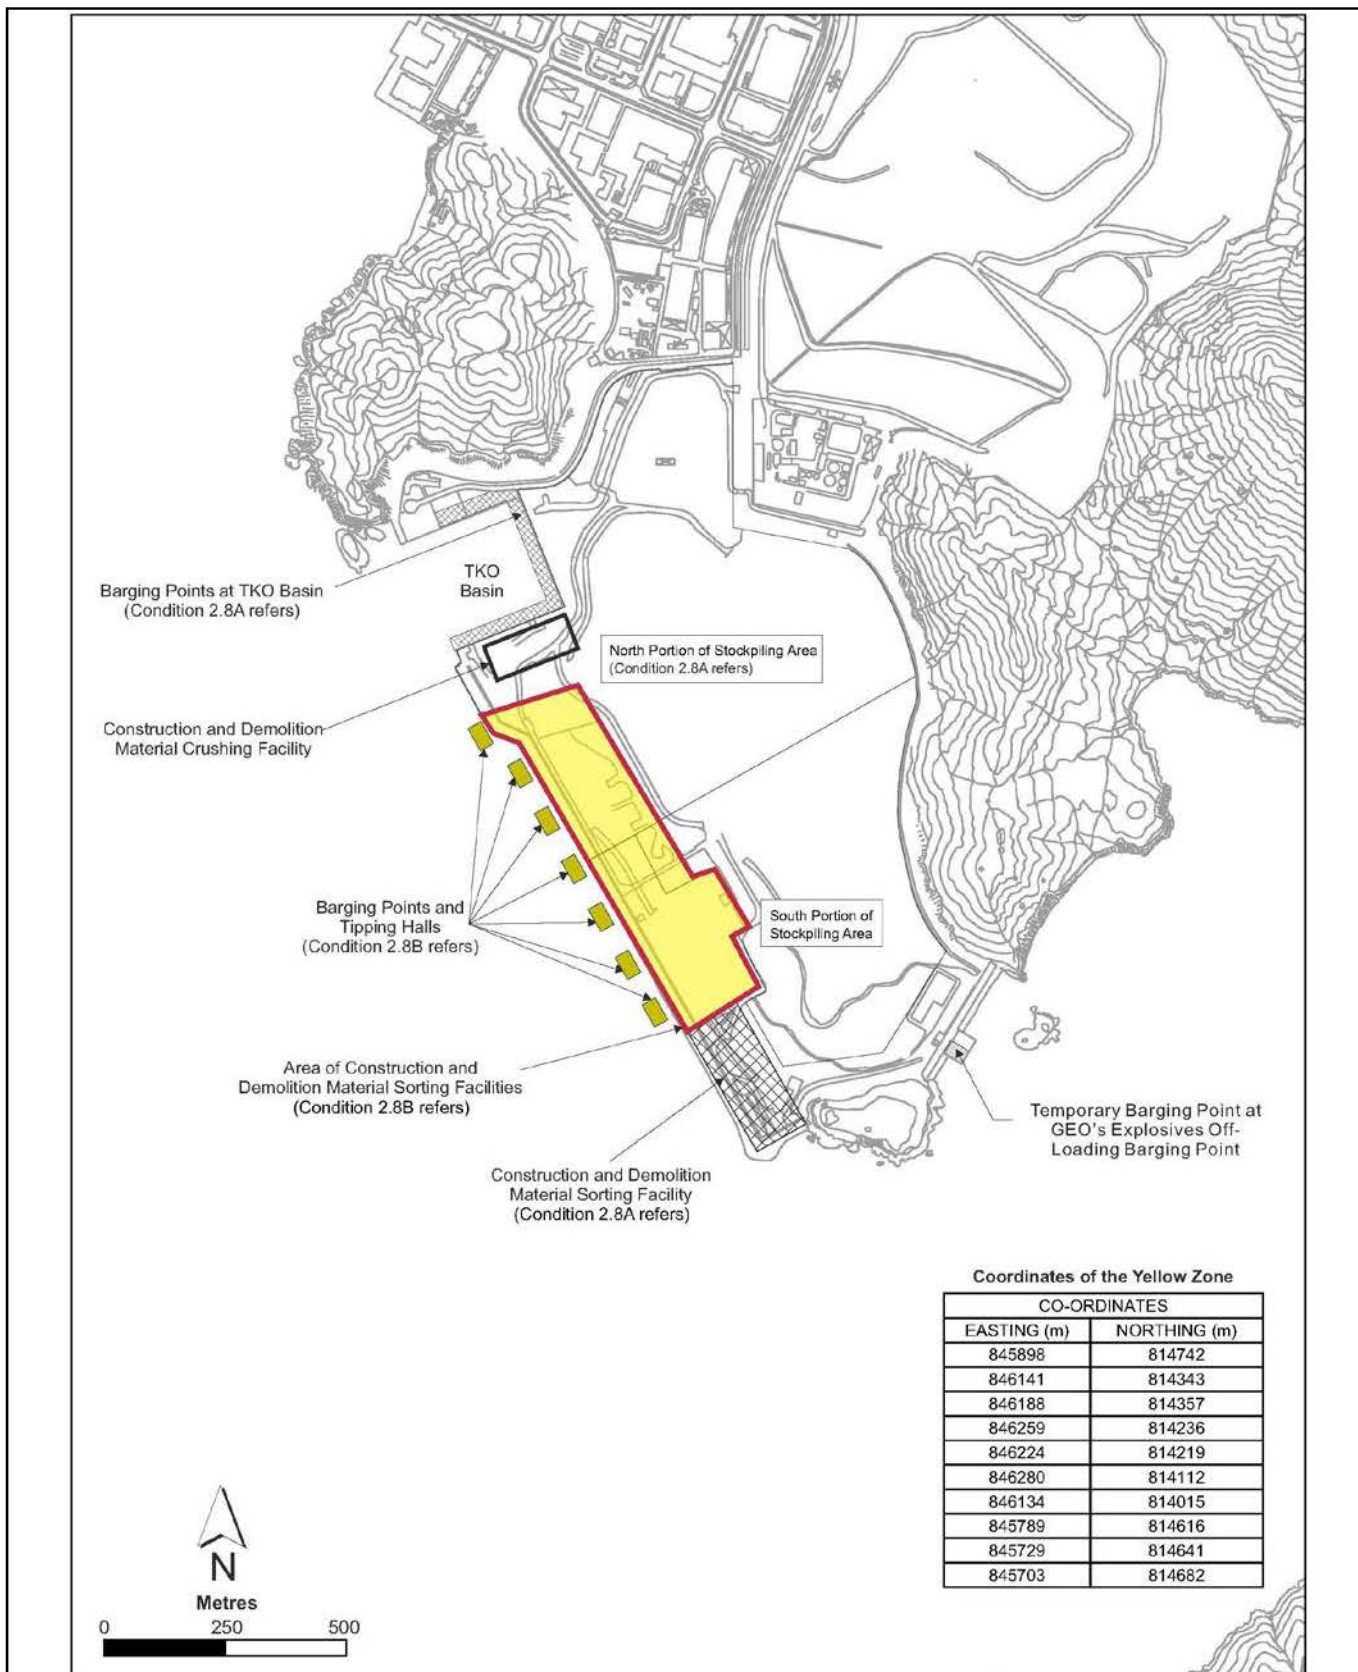 TKO
Basin
Barging Points at TKO Basin
(Condition 2.8A refers)
North Portion of Stockpiling Area
(Condition 2.8A refers)
Construction and Demolition
Material Crushing Facility
Barging Points and
Tipping Halls
(Condition 2.8B refers)
South Portion of
Stockpiling Area
Area of Construction and
Demolition Material Sorting Facilities
(Condition 2.8B refers)
Temporary Barging Point at
GEO's Explosives Off-
Loading Barging Point
Construction and Demolition
Material Sorting Facility
(Condition 2.8A refers)
Coordinates of the Yellow Zone
CO-ORDINATES
EASTING (m) NORTHING (m)
845898 814742
846141 814343
846188 814357
846259 814236
846224 814219
846280 814112
846134 814015
845789 814616
845729 814641
845703 814682
N
Metres
0 250 500